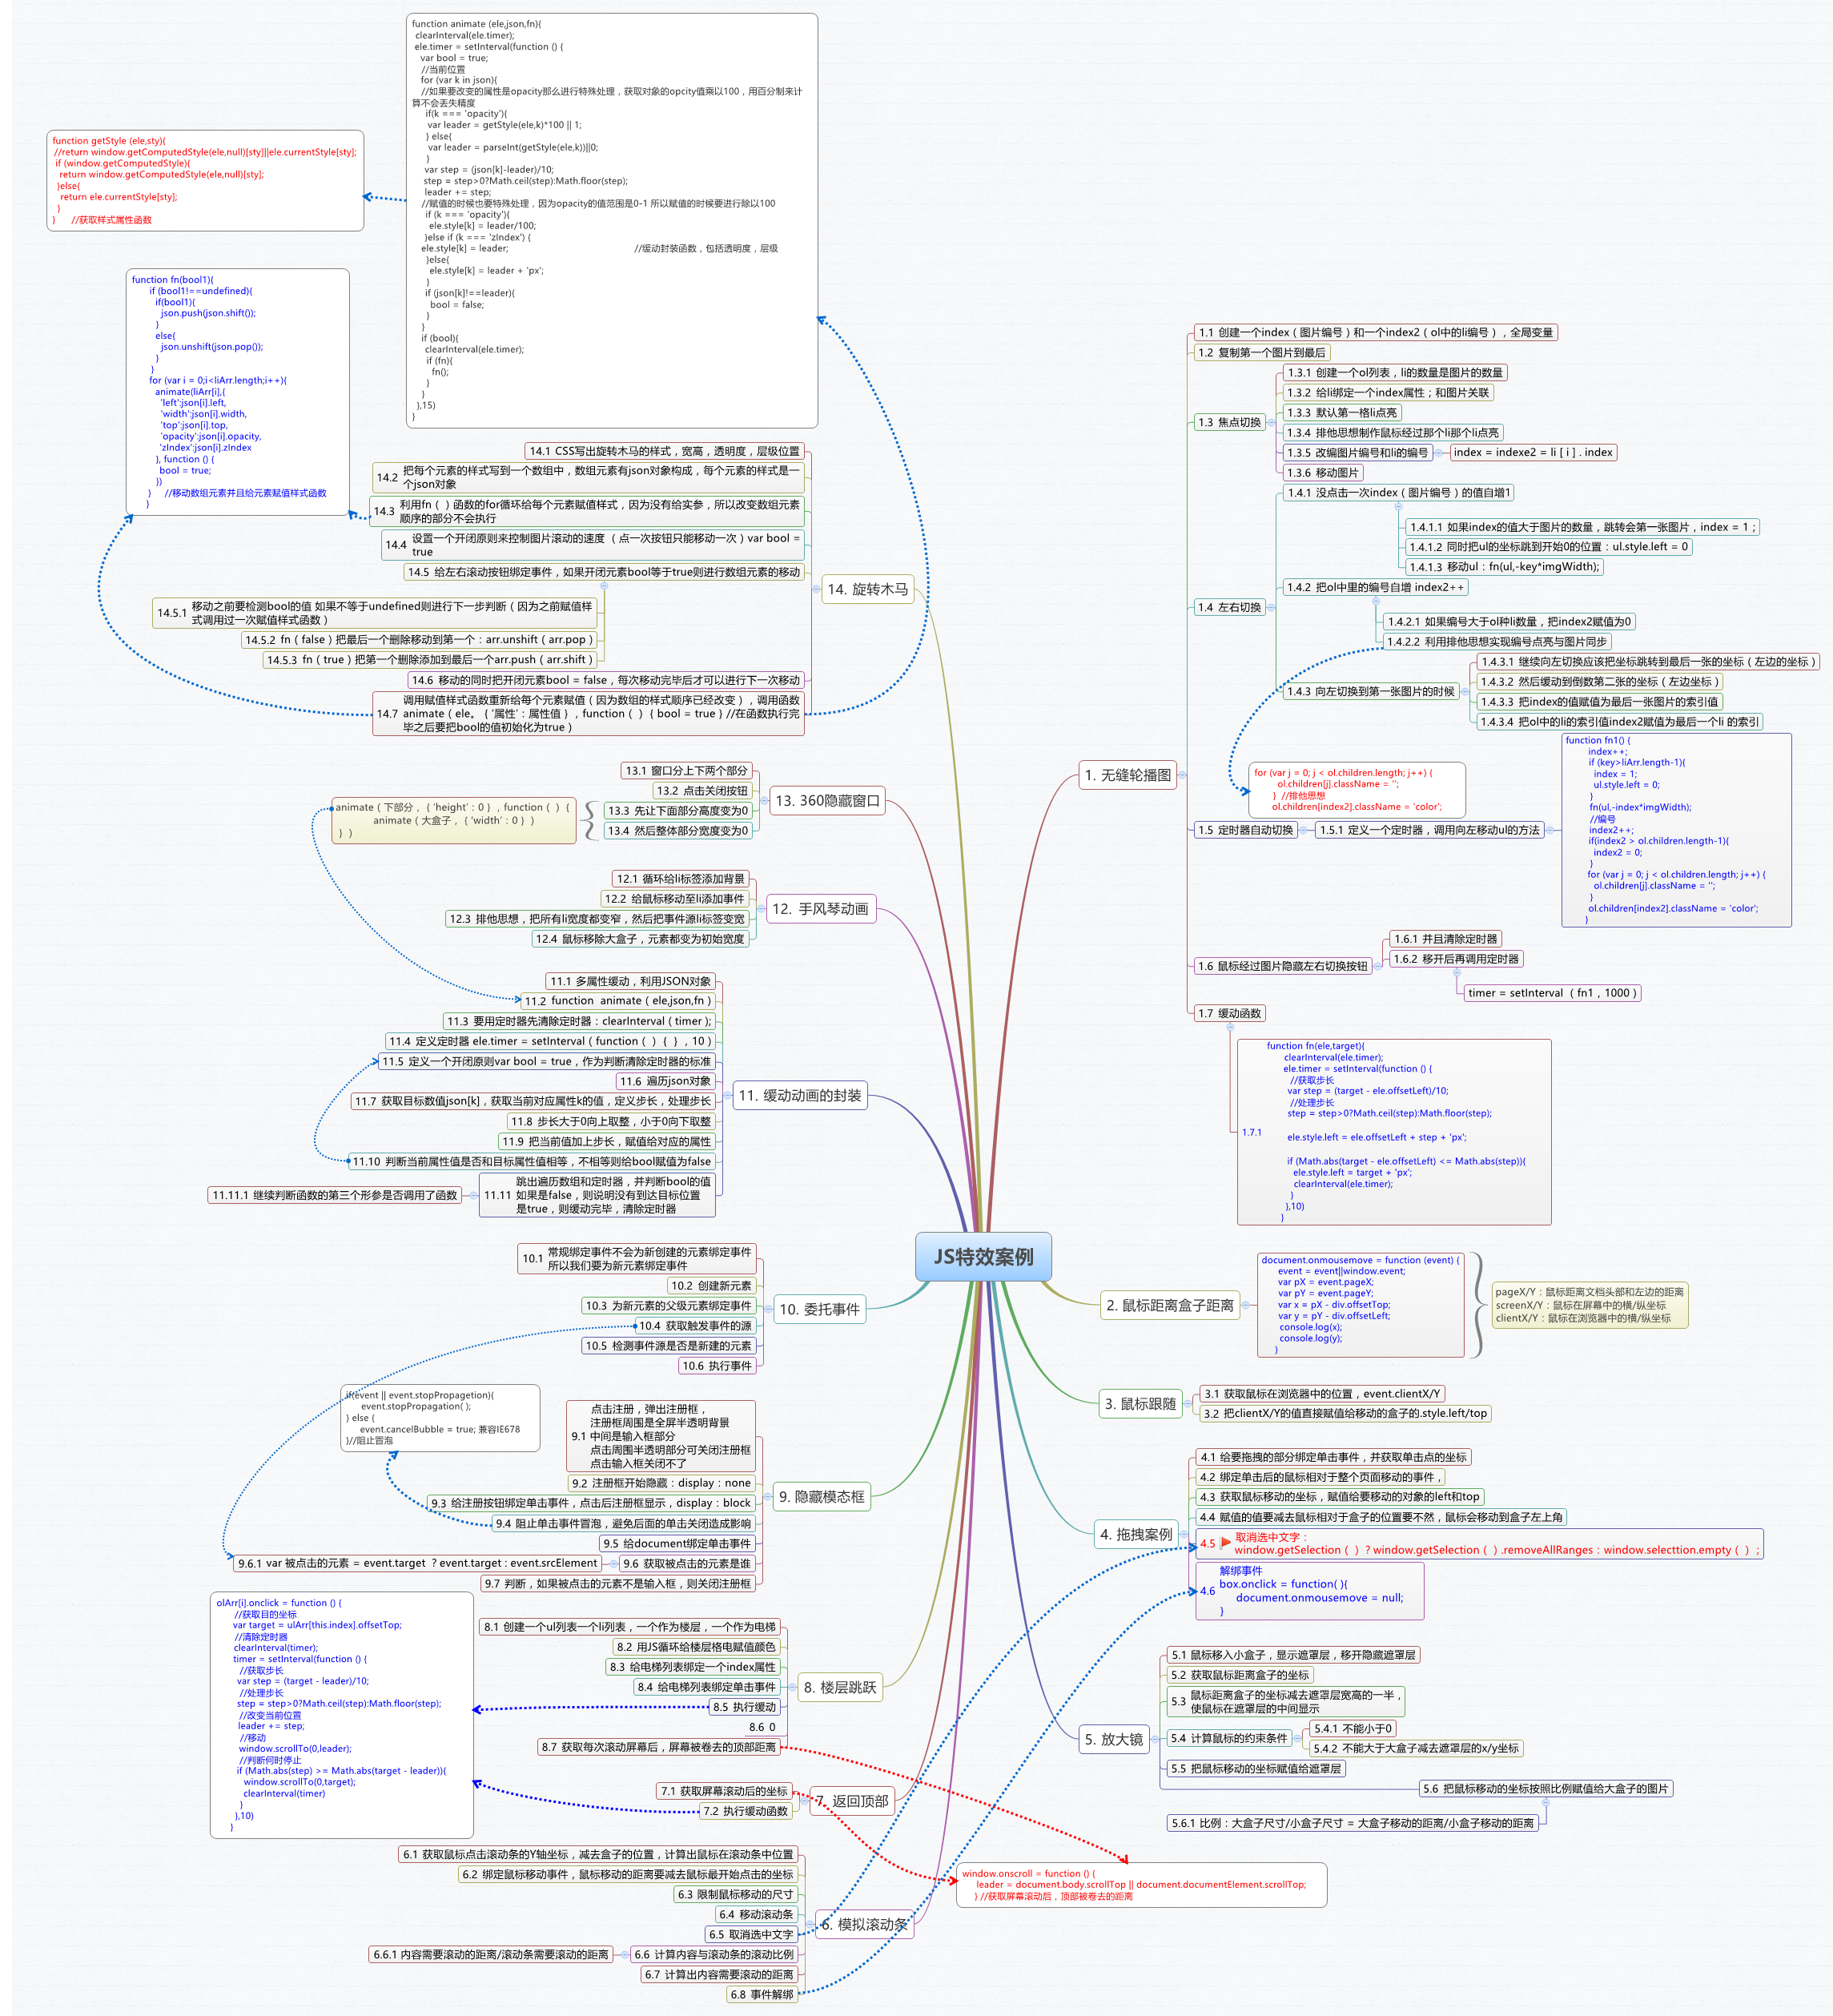 JS特效案例
1. 无缝轮播图
1.1 创建一个index（图片编号）和一个index2（ol中的li编号），全局变量
1.2 复制第一个图片到最后
1.3 焦点切换
1.3.1 创建一个ol列表，li的数量是图片的数量
1.3.2 给li绑定一个index属性；和图片关联
1.3.3 默认第一格li点亮
1.3.4 排他思想制作鼠标经过那个li那个li点亮
1.3.5 改编图片编号和li的编号
index = indexe2 = li [ i ] . index
1.3.6 移动图片
1.4 左右切换
1.4.1 没点击一次index（图片编号）的值自增1
1.4.1.1 如果index的值大于图片的数量，跳转会第一张图片，index = 1；
1.4.1.2 同时把ul的坐标跳到开始0的位置：ul.style.left = 0
1.4.1.3 移动ul：fn(ul,-key*imgWidth);
1.4.2 把ol中里的编号自增 index2++
1.4.2.1 如果编号大于ol种li数量，把index2赋值为0
1.4.2.2 利用排他思想实现编号点亮与图片同步
1.4.3 向左切换到第一张图片的时候
1.4.3.1 继续向左切换应该把坐标跳转到最后一张的坐标（左边的坐标）
1.4.3.2 然后缓动到倒数第二张的坐标（左边坐标）
1.4.3.3 把index的值赋值为最后一张图片的索引值
1.4.3.4 把ol中的li的索引值index2赋值为最后一个li 的索引
for (var j = 0; j < ol.children.length; j++) {
ol.children[j].className = '';
} //排他思想
ol.children[index2].className = 'color';
1.5 定时器自动切换
1.5.1 定义一个定时器，调用向左移动ul的方法
function fn1() {
index++;
if (key>liArr.length-1){
index = 1;
ul.style.left = 0;
}
fn(ul,-index*imgWidth);
//编号
index2++;
if(index2 > ol.children.length-1){
index2 = 0;
}
for (var j = 0; j < ol.children.length; j++) {
ol.children[j].className = '';
}
ol.children[index2].className = 'color';
}
1.6 鼠标经过图片隐藏左右切换按钮
1.6.1 并且清除定时器
1.6.2 移开后再调用定时器
timer = setInterval （fn1，1000）
1.7 缓动函数
1.7.1
function fn(ele,target){
clearInterval(ele.timer);
ele.timer = setInterval(function () {
//获取步长
var step = (target - ele.offsetLeft)/10;
//处理步长
step = step>0?Math.ceil(step):Math.floor(step);
ele.style.left = ele.offsetLeft + step + 'px';
if (Math.abs(target - ele.offsetLeft) <= Math.abs(step)){
ele.style.left = target + 'px';
clearInterval(ele.timer);
}
},10)
}
2. 鼠标距离盒子距离
document.onmousemove = function (event) {
event = event||window.event;
var pX = event.pageX;
var pY = event.pageY;
var x = pX - div.offsetTop;
var y = pY - div.offsetLeft;
console.log(x);
console.log(y);
}
pageX/Y：鼠标距离文档头部和左边的距离
screenX/Y：鼠标在屏幕中的横/纵坐标
clientX/Y：鼠标在浏览器中的横/纵坐标
3. 鼠标跟随
3.1 获取鼠标在浏览器中的位置，event.clientX/Y
3.2 把clientX/Y的值直接赋值给移动的盒子的.style.left/top
4. 拖拽案例
4.1 给要拖拽的部分绑定单击事件，并获取单击点的坐标
4.2 绑定单击后的鼠标相对于整个页面移动的事件，
4.3 获取鼠标移动的坐标，赋值给要移动的对象的left和top
4.4 赋值的值要减去鼠标相对于盒子的位置要不然，鼠标会移动到盒子左上角
4.5 取消选中文字：
window.getSelection（ ）? window.getSelection（ ）.removeAllRanges：window.selecttion.empty（ ）；
4.6
解绑事件
box.onclick = function( ){
document.onmousemove = null;
}
5. 放大镜
5.1 鼠标移入小盒子，显示遮罩层，移开隐藏遮罩层
5.2 获取鼠标距离盒子的坐标
5.3 鼠标距离盒子的坐标减去遮罩层宽高的一半，
使鼠标在遮罩层的中间显示
5.4 计算鼠标的约束条件
5.4.1 不能小于0
5.4.2 不能大于大盒子减去遮罩层的x/y坐标
5.5 把鼠标移动的坐标赋值给遮罩层
5.6 把鼠标移动的坐标按照比例赋值给大盒子的图片
5.6.1 比例：大盒子尺寸/小盒子尺寸 = 大盒子移动的距离/小盒子移动的距离
6. 模拟滚动条
6.1 获取鼠标点击滚动条的Y轴坐标，减去盒子的位置，计算出鼠标在滚动条中位置
6.2 绑定鼠标移动事件，鼠标移动的距离要减去鼠标最开始点击的坐标
6.3 限制鼠标移动的尺寸
6.4 移动滚动条
6.5 取消选中文字
6.6 计算内容与滚动条的滚动比例
6.6.1 内容需要滚动的距离/滚动条需要滚动的距离
6.7 计算出内容需要滚动的距离
6.8 事件解绑
window.onscroll = function () {
leader = document.body.scrollTop || document.documentElement.scrollTop;
} //获取屏幕滚动后，顶部被卷去的距离
7. 返回顶部
7.1 获取屏幕滚动后的坐标
7.2 执行缓动函数
8. 楼层跳跃
8.1 创建一个ul列表一个li列表，一个作为楼层，一个作为电梯
8.2 用JS循环给楼层格电赋值颜色
8.3 给电梯列表绑定一个index属性
8.4 给电梯列表绑定单击事件
8.5 执行缓动
8.6 0
8.7 获取每次滚动屏幕后，屏幕被卷去的顶部距离
olArr[i].onclick = function () {
//获取目的坐标
var target = ulArr[this.index].offsetTop;
//清除定时器
clearInterval(timer);
timer = setInterval(function () {
//获取步长
var step = (target - leader)/10;
//处理步长
step = step>0?Math.ceil(step):Math.floor(step);
//改变当前位置
leader += step;
//移动
window.scrollTo(0,leader);
//判断何时停止
if (Math.abs(step) >= Math.abs(target - leader)){
window.scrollTo(0,target);
clearInterval(timer)
}
},10)
}
9. 隐藏模态框
9.1
点击注册，弹出注册框，
注册框周围是全屏半透明背景
中间是输入框部分
点击周围半透明部分可关闭注册框
点击输入框关闭不了
9.2 注册框开始隐藏：display：none
9.3 给注册按钮绑定单击事件，点击后注册框显示，display：block
9.4 阻止单击事件冒泡，避免后面的单击关闭造成影响
9.5 给document绑定单击事件
9.6 获取被点击的元素是谁
9.6.1 var 被点击的元素 = event.target ？event.target : event.srcElement
9.7 判断，如果被点击的元素不是输入框，则关闭注册框
if(event || event.stopPropagetion){
event.stopPropagation( );
} else {
event.cancelBubble = true; 兼容IE678
}//阻止冒泡
10. 委托事件
10.1 常规绑定事件不会为新创建的元素绑定事件
所以我们要为新元素绑定事件
10.2 创建新元素
10.3 为新元素的父级元素绑定事件
10.4 获取触发事件的源
10.5 检测事件源是否是新建的元素
10.6 执行事件
11. 缓动动画的封装
11.1 多属性缓动，利用JSON对象
11.2 function animate（ele,json,fn）
11.3 要用定时器先清除定时器：clearInterval（timer）;
11.4 定义定时器 ele.timer = setInterval（function（ ）｛ ｝，10）
11.5 定义一个开闭原则var bool = true，作为判断清除定时器的标准
11.6 遍历json对象
11.7 获取目标数值json[k]，获取当前对应属性k的值，定义步长，处理步长
11.8 步长大于0向上取整，小于0向下取整
11.9 把当前值加上步长，赋值给对应的属性
11.10 判断当前属性值是否和目标属性值相等，不相等则给bool赋值为false
11.11
跳出遍历数组和定时器，并判断bool的值
如果是false，则说明没有到达目标位置
是true，则缓动完毕，清除定时器
11.11.1 继续判断函数的第三个形参是否调用了函数
12. 手风琴动画
12.1 循环给li标签添加背景
12.2 给鼠标移动至li添加事件
12.3 排他思想，把所有li宽度都变窄，然后把事件源li标签变宽
12.4 鼠标移除大盒子，元素都变为初始宽度
13. 360隐藏窗口
13.1 窗口分上下两个部分
13.2 点击关闭按钮
13.3 先让下面部分高度变为0
13.4 然后整体部分宽度变为0
animate（下部分，｛'height'：0｝，function（ ）｛
animate（大盒子，｛'width'：0｝）
｝）
14. 旋转木马
14.1 CSS写出旋转木马的样式，宽高，透明度，层级位置
14.2 把每个元素的样式写到一个数组中，数组元素有json对象构成，每个元素的样式是一
个json对象
14.3 利用fn（ ）函数的for循环给每个元素赋值样式，因为没有给实参，所以改变数组元素
顺序的部分不会执行
14.4 设置一个开闭原则来控制图片滚动的速度 （点一次按钮只能移动一次）var bool =
true
14.5 给左右滚动按钮绑定事件，如果开闭元素bool等于true则进行数组元素的移动
14.5.1 移动之前要检测bool的值 如果不等于undefined则进行下一步判断（因为之前赋值样
式调用过一次赋值样式函数）
14.5.2 fn（false）把最后一个删除移动到第一个：arr.unshift（arr.pop）
14.5.3 fn（true）把第一个删除添加到最后一个arr.push（arr.shift）
14.6 移动的同时把开闭元素bool = false，每次移动完毕后才可以进行下一次移动
14.7
调用赋值样式函数重新给每个元素赋值（因为数组的样式顺序已经改变），调用函数
animate（ele。｛'属性'：属性值｝，function（ ）｛bool = true）//在函数执行完
毕之后要把bool的值初始化为true）
function animate (ele,json,fn){
clearInterval(ele.timer);
ele.timer = setInterval(function () {
var bool = true;
//当前位置
for (var k in json){
//如果要改变的属性是opacity那么进行特殊处理，获取对象的opcity值乘以100，用百分制来计
算不会丢失精度
if(k === 'opacity'){
var leader = getStyle(ele,k)*100 || 1;
} else{
var leader = parseInt(getStyle(ele,k))||0;
}
var step = (json[k]-leader)/10;
step = step>0?Math.ceil(step):Math.floor(step);
leader += step;
//赋值的时候也要特殊处理，因为opacity的值范围是0-1 所以赋值的时候要进行除以100
if (k === 'opacity'){
ele.style[k] = leader/100;
}else if (k === 'zIndex') {
ele.style[k] = leader; //缓动封装函数，包括透明度，层级
}else{
ele.style[k] = leader + 'px';
}
if (json[k]!==leader){
bool = false;
}
}
if (bool){
clearInterval(ele.timer);
if (fn){
fn();
}
}
},15)
}
function getStyle (ele,sty){
//return window.getComputedStyle(ele,null)[sty]||ele.currentStyle[sty];
if (window.getComputedStyle){
return window.getComputedStyle(ele,null)[sty];
}else{
return ele.currentStyle[sty];
}
} //获取样式属性函数
function fn(bool1){
if (bool1!==undefined){
if(bool1){
json.push(json.shift());
}
else{
json.unshift(json.pop());
}
}
for (var i = 0;i<liArr.length;i++){
animate(liArr[i],{
'left':json[i].left,
'width':json[i].width,
'top':json[i].top,
'opacity':json[i].opacity,
'zIndex':json[i].zIndex
}, function () {
bool = true;
})
} //移动数组元素并且给元素赋值样式函数
}